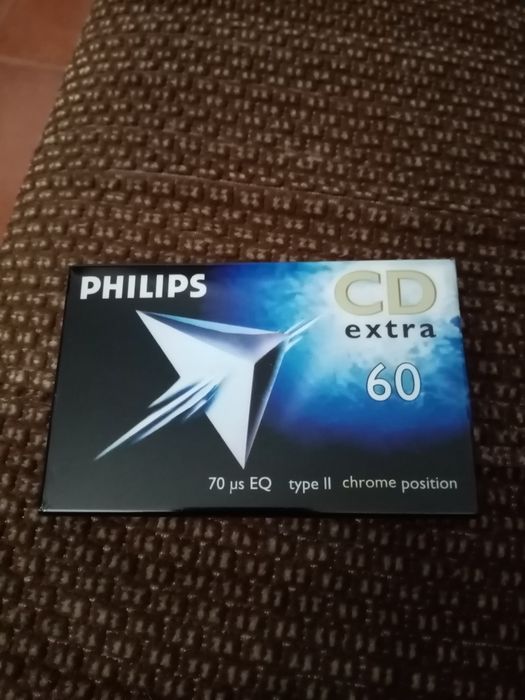 PHILIPS
CD
extra
60
70 µs EQ type II chrome position